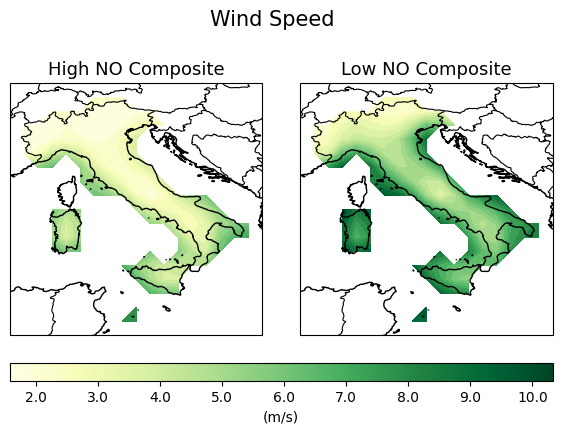 Wind Speed
High NO Composite
Low NO Composite
2.0 3.0 4.0 5.0 6.0 7.0 8.0 9.0 10.0
(m/s)